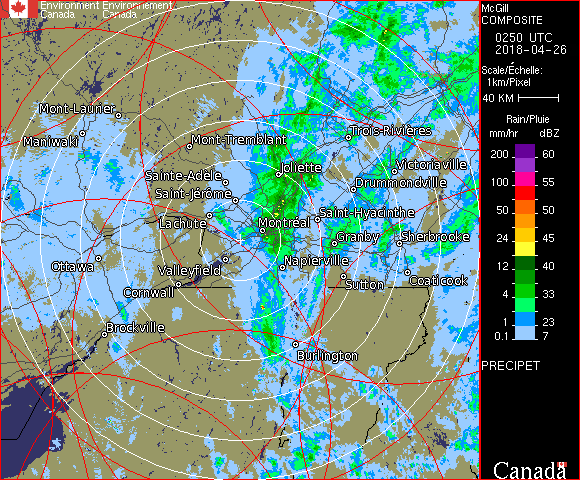 Environment Environnement
Canada Canada
McGill
COMPOSITE
0250 UTC
2018-04-26
Scale/Échelle:
1km/Pixel
40 KM
Rain/Pluie
mm/hr dBZ
200 60
100 55
50 50
24 45
12 40
4 33
1 23
0.1 7
PRECIPET
Canada
Mont-Laurier
Maniwaki
Mont-Tremblant
Trois-Rivières
Sainte-Adèle
Joliette
Victoriaville
Saint-Jérôme
Drummondville
Lachute
Montréal
Saint-Hyacinthe
Granby
Sherbrooke
Ottawa
Valleyfield
Napierville
Cornwall
Sutton
Coaticook
Brockville
Burlington